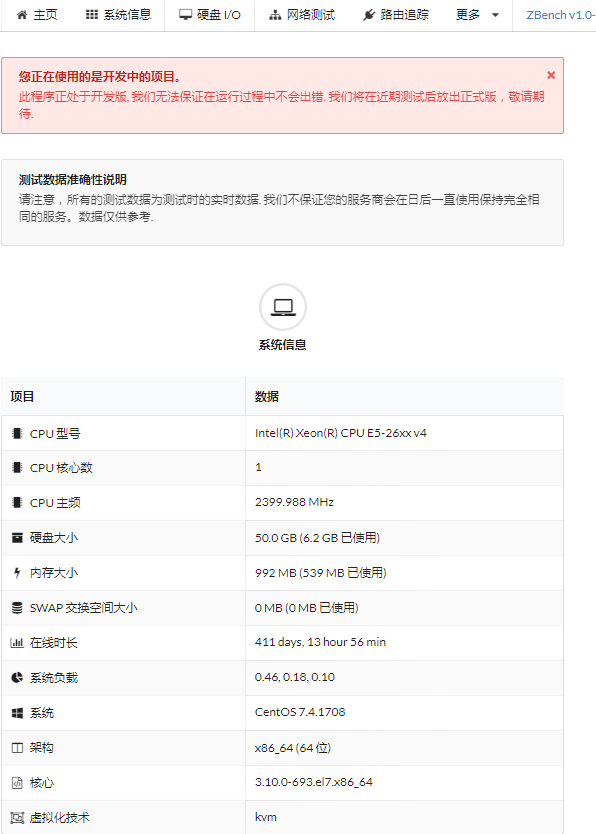 主页 系统信息 硬盘 I/O 网络测试 路由追踪 更多 ZBench v1.0-
您正在使用的是开发中的项目。
此程序正处于开发版, 我们无法保证在运行过程中不会出错. 我们将在近期测试后放出正式版，敬请期
待.
测试数据准确性说明
请注意，所有的测试数据为测试时的实时数据. 我们不保证您的服务商会在日后一直使用保持完全相
同的服务。数据仅供参考.
系统信息
项目 数据
CPU 型号 Intel(R) Xeon(R) CPU E5-26xx v4
CPU 核心数 1
CPU 主频 2399.988 MHz
硬盘大小 50.0 GB (6.2 GB 已使用)
内存大小 992 MB (539 MB 已使用)
SWAP 交换空间大小 0 MB (0 MB 已使用)
在线时长 411 days, 13 hour 56 min
系统负载 0.46, 0.18, 0.10
系统 CentOS 7.4.1708
架构 x86_64 (64 位)
核心 3.10.0-693.el7.x86_64
虚拟化技术 kvm